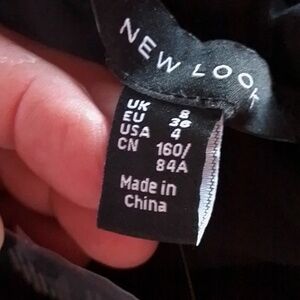 NEW LOOK
UK 8
EU 36
USA 4
CN 160/
84A
Made in
China